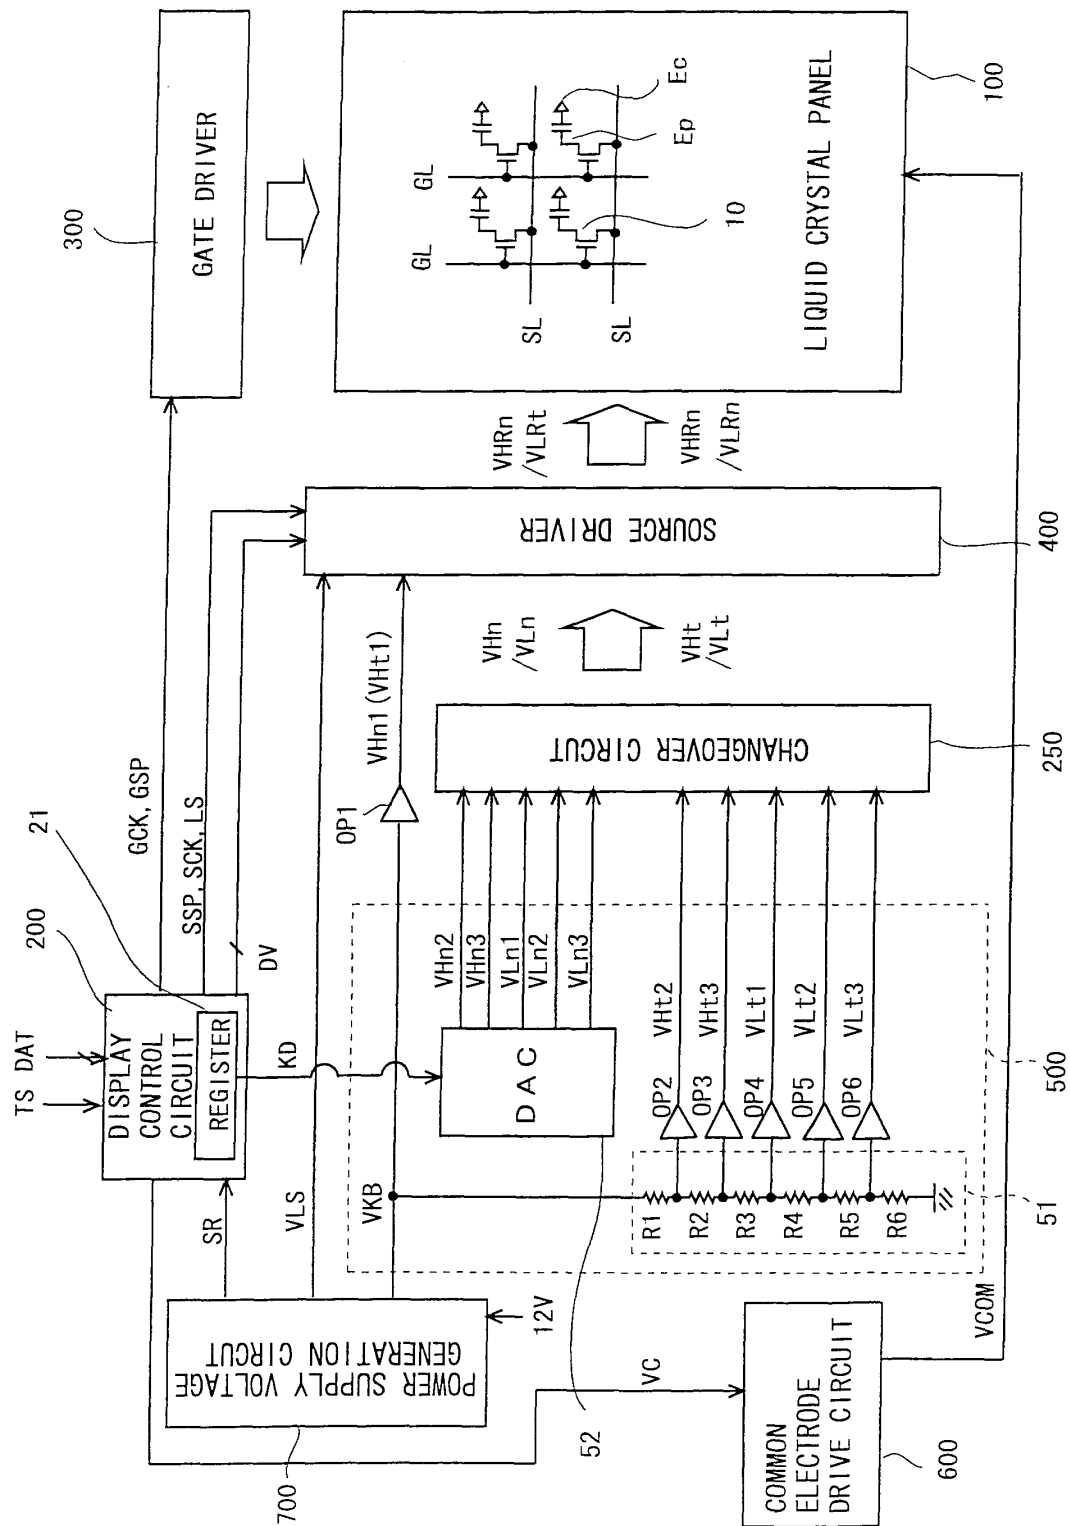 300
GATE DRIVER
TS DAT
200
21
DISPLAY
CONTROL
CIRCUIT
REGISTER
GCK, GSP
SSP, SCK, LS
DV
SR
KD
VLS
VKB
12V
700
POWER SUPPLY VOLTAGE
GENERATION CIRCUT
OP1
VHn1(VHt1)
DAC
52
VHn2
VHn3
VLn1
VLn2
VLn3
R1
R2
R3
R4
R5
R6
51
OP2
OP3
OP4
OP5
OP6
VHt2
VHt3
VLt1
VLt2
VLt3
500
CHANGEOVER CIRCUT
250
VHn
/VLn
VHt
/VLt
SOURCE DRIVER
400
VHRn
/VLRt
VHRn
/VLRn
GL
GL
SL
SL
10
Ep
Ec
LIQUID CRYSTAL PANEL
100
VC
COMMON
ELECTRODE
DRIVE CIRCUIT
600
VCOM